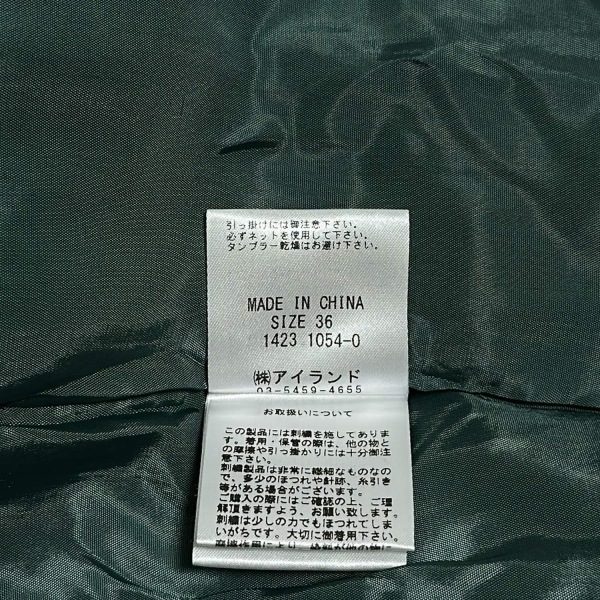 引っ掛けには御注意下さい。
必ずネットを使用して下さい。
タンブラー乾燥はお避け下さい。
MADE IN CHINA
SIZE 36
1423 1054-0
㈱アイランド
03-5459-4655
お取扱いについて
この製品には刺繍を施してありま
す。着用・保管の際は、他の物と
の摩擦や引っ掛かりには十分御注
意下さい。
刺繍製品は非常に繊細なものなの
で、多少のほつれや針跡、糸引き
等がある場合がございます。
ご購入の際にはご確認の上、ご理
解頂きますよう、お願い致します。
刺繍は少しの力でもほつれてしま
いがちです。大切に御着用下さい。